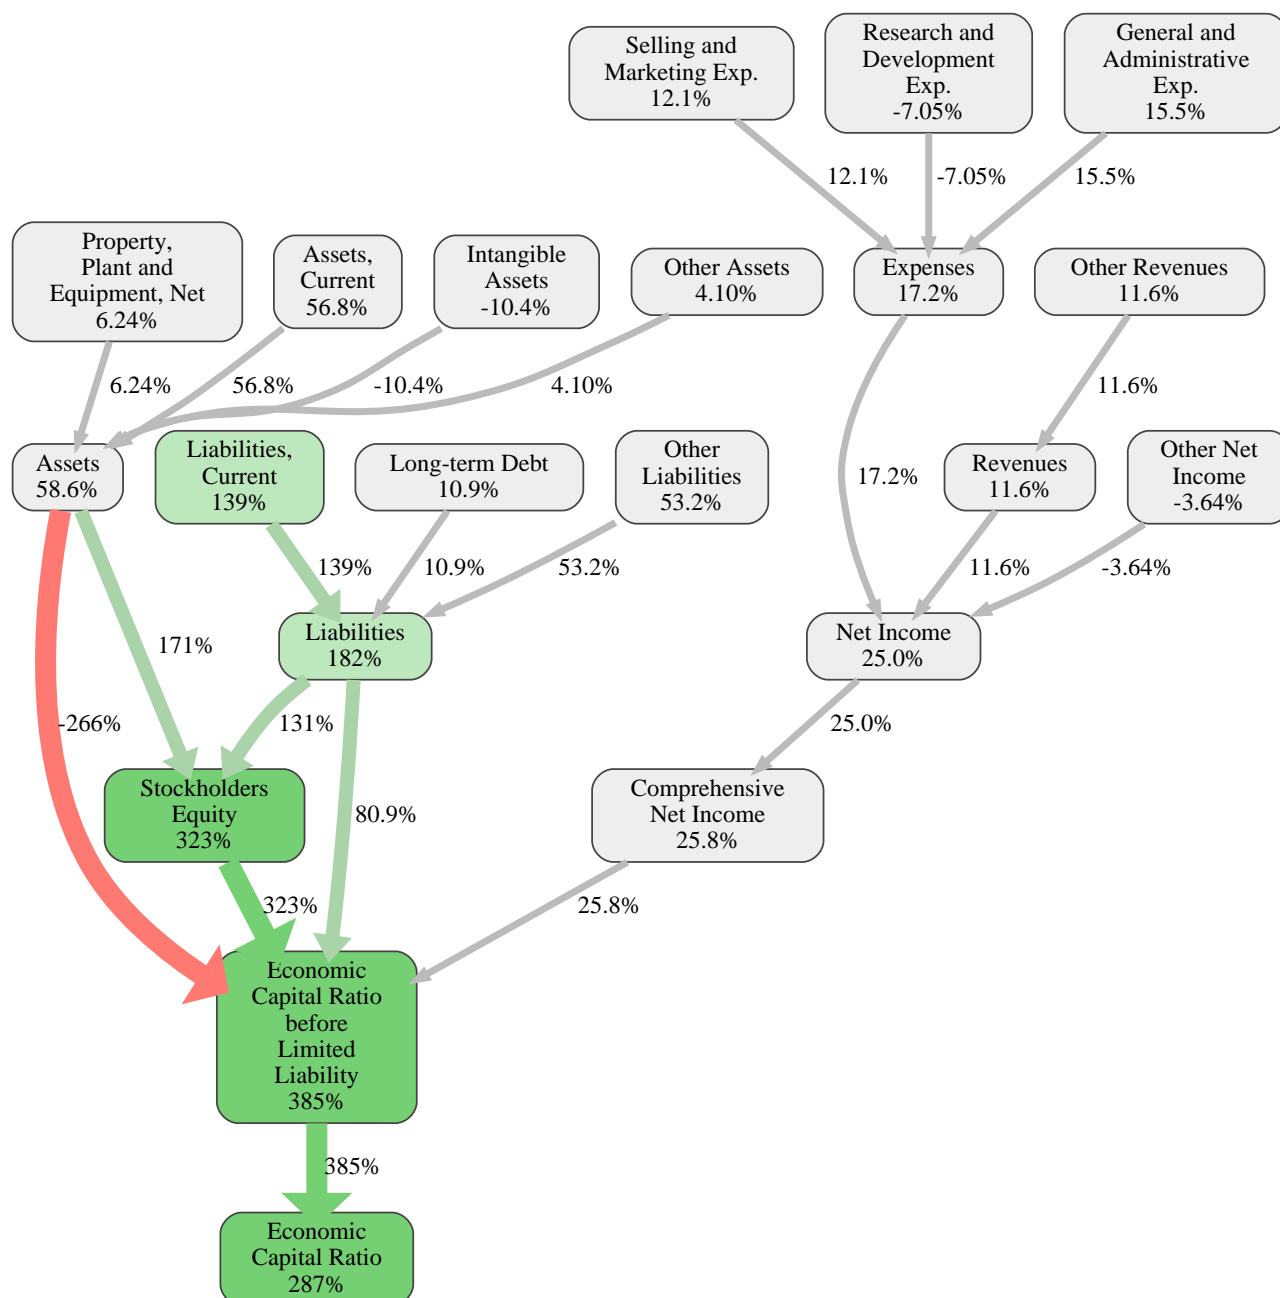 Selling and
Marketing Exp.
12.1%
Research and
Development
Exp.
-7.05%
General and
Administrative
Exp.
15.5%
12.1%
-7.05%
15.5%
Property,
Plant and
Equipment, Net
6.24%
Assets,
Current
56.8%
Intangible
Assets
-10.4%
Other Assets
4.10%
Expenses
17.2%
Other Revenues
11.6%
6.24%
56.8%
-10.4%
4.10%
11.6%
Assets
58.6%
Liabilities,
Current
139%
Long-term Debt
10.9%
Other
Liabilities
53.2%
17.2%
Revenues
11.6%
Other Net
Income
-3.64%
139%
10.9%
53.2%
11.6%
-3.64%
Liabilities
182%
Net Income
25.0%
171%
-266%
131%
25.0%
Stockholders
Equity
323%
80.9%
Comprehensive
Net Income
25.8%
323%
25.8%
Economic
Capital Ratio
before
Limited
Liability
385%
385%
Economic
Capital Ratio
287%